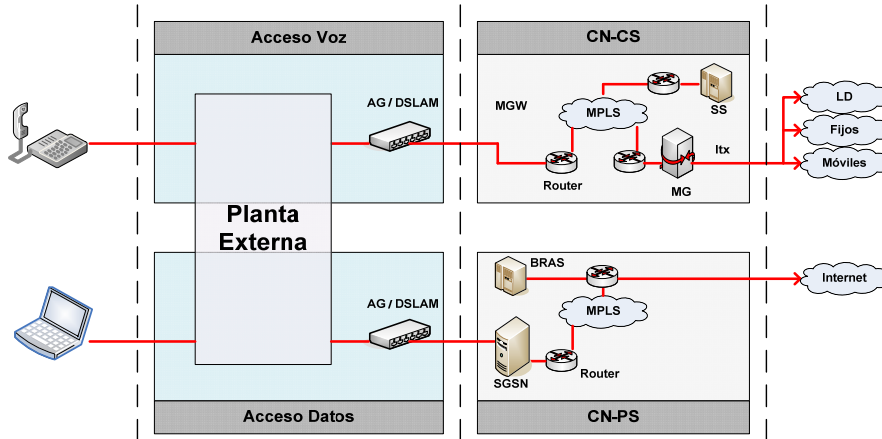 Acceso Voz
CN-CS
AG / DSLAM
MGW
MPLS
SS
LD
Fijos
Móviles
Itx
Router
MG
Planta
Externa
BRAS
Internet
AG / DSLAM
MPLS
SGSN
Router
Acceso Datos
CN-PS